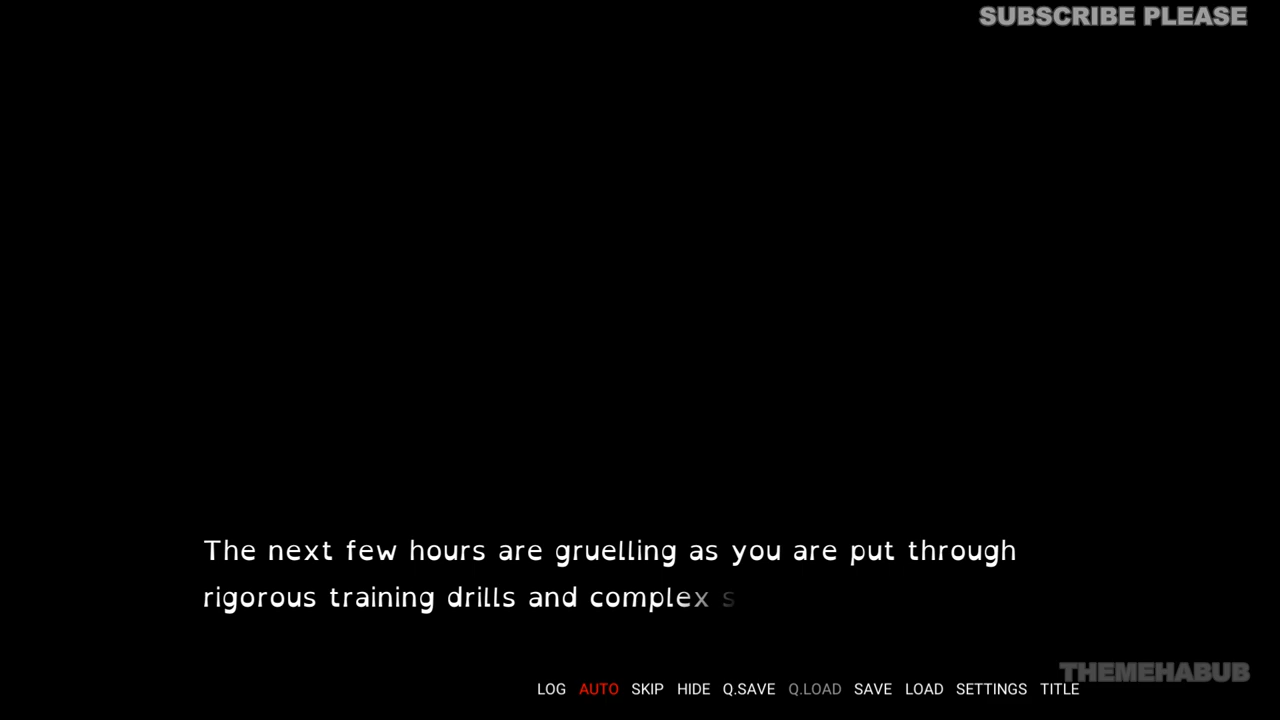 SUBSCRIBE PLEASE
The next few hours are gruelling as you are put through
rigorous training drills and complex s
THEMEHABUB
LOG AUTO SKIP HIDE Q.SAVE Q.LOAD SAVE LOAD SETTINGS TITLE